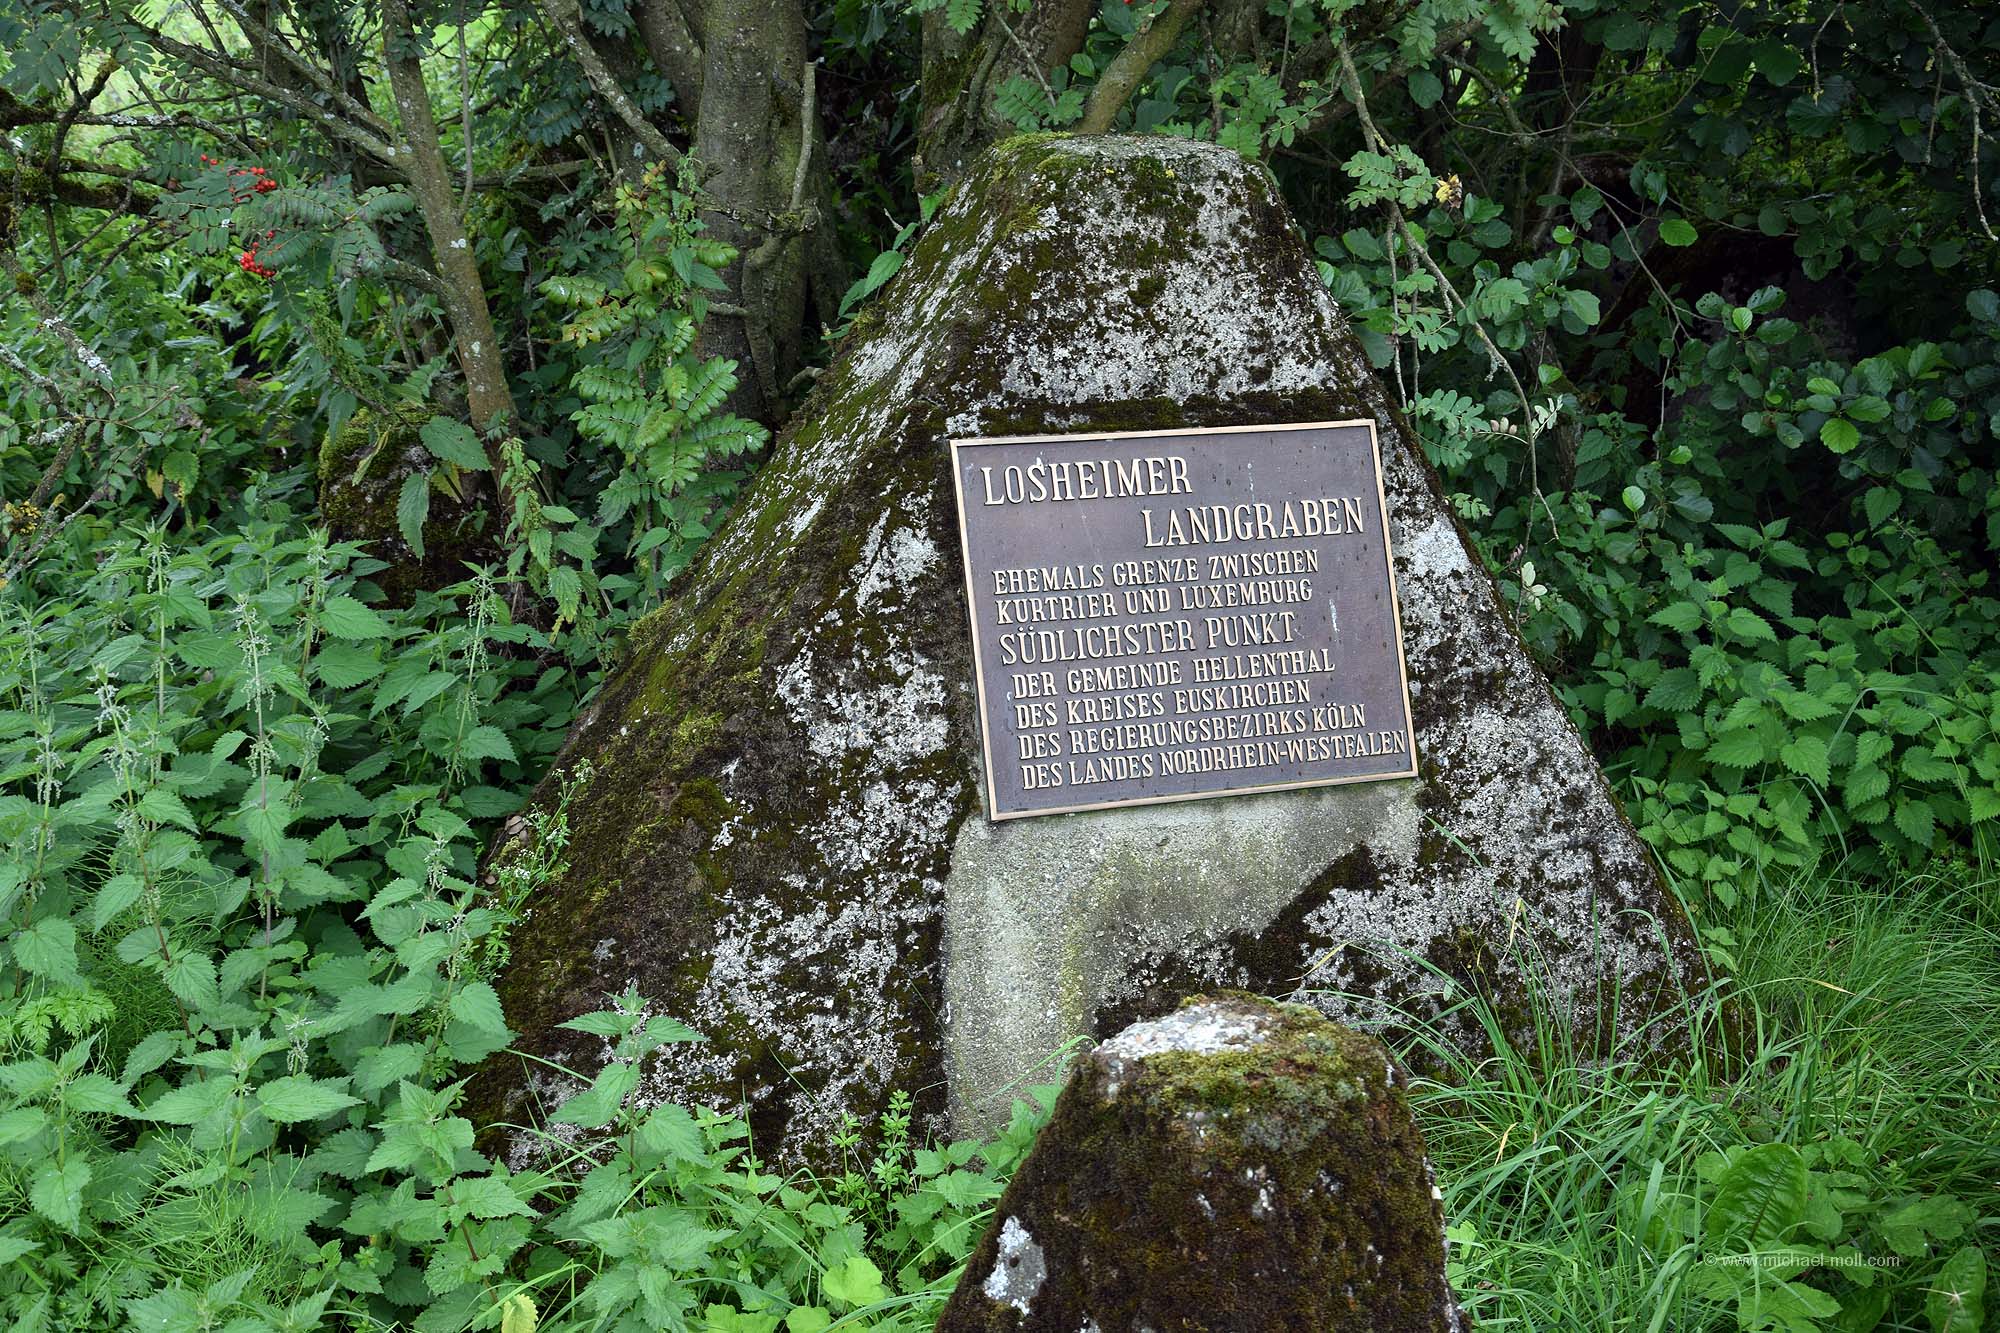 LOSHEIMER
LANDGRABEN
EHEMALS GRENZE ZWISCHEN
KURTRIER UND LUXEMBURG
SÜDLICHSTER PUNKT
DER GEMEINDE HELLENTHAL
DES KREISES EUSKIRCHEN
DES REGIERUNGSBEZIRKS KÖLN
DES LANDES NORDRHEIN-WESTFALEN
© www.michael-moll.com